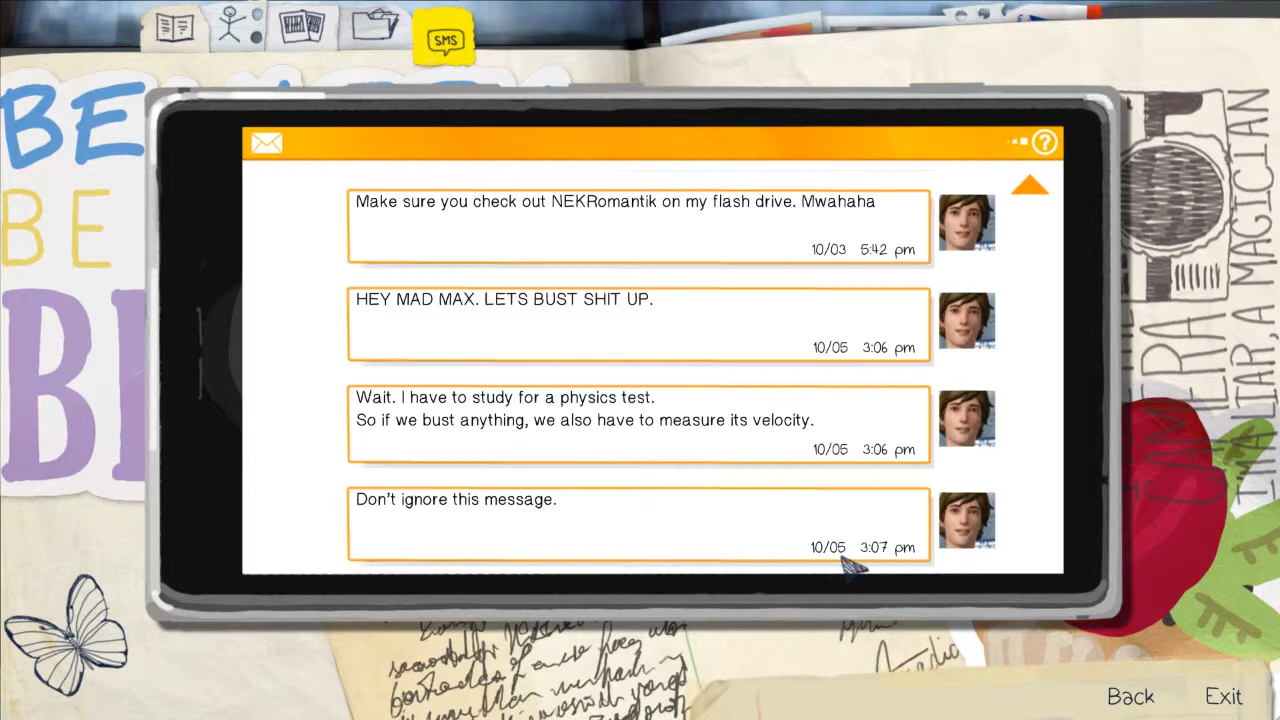 SMS
Make sure you check out NEKRomantik on my flash drive. Mwahaha
10/03 5:42 pm
HEY MAD MAX. LETS BUST SHIT UP.
10/05 3:06 pm
Wait. I have to study for a physics test.
So if we bust anything, we also have to measure its velocity.
10/05 3:06 pm
Don't ignore this message.
10/05 3:07 pm
BE
BE
LIAR, A MAGICIAN
Back Exit